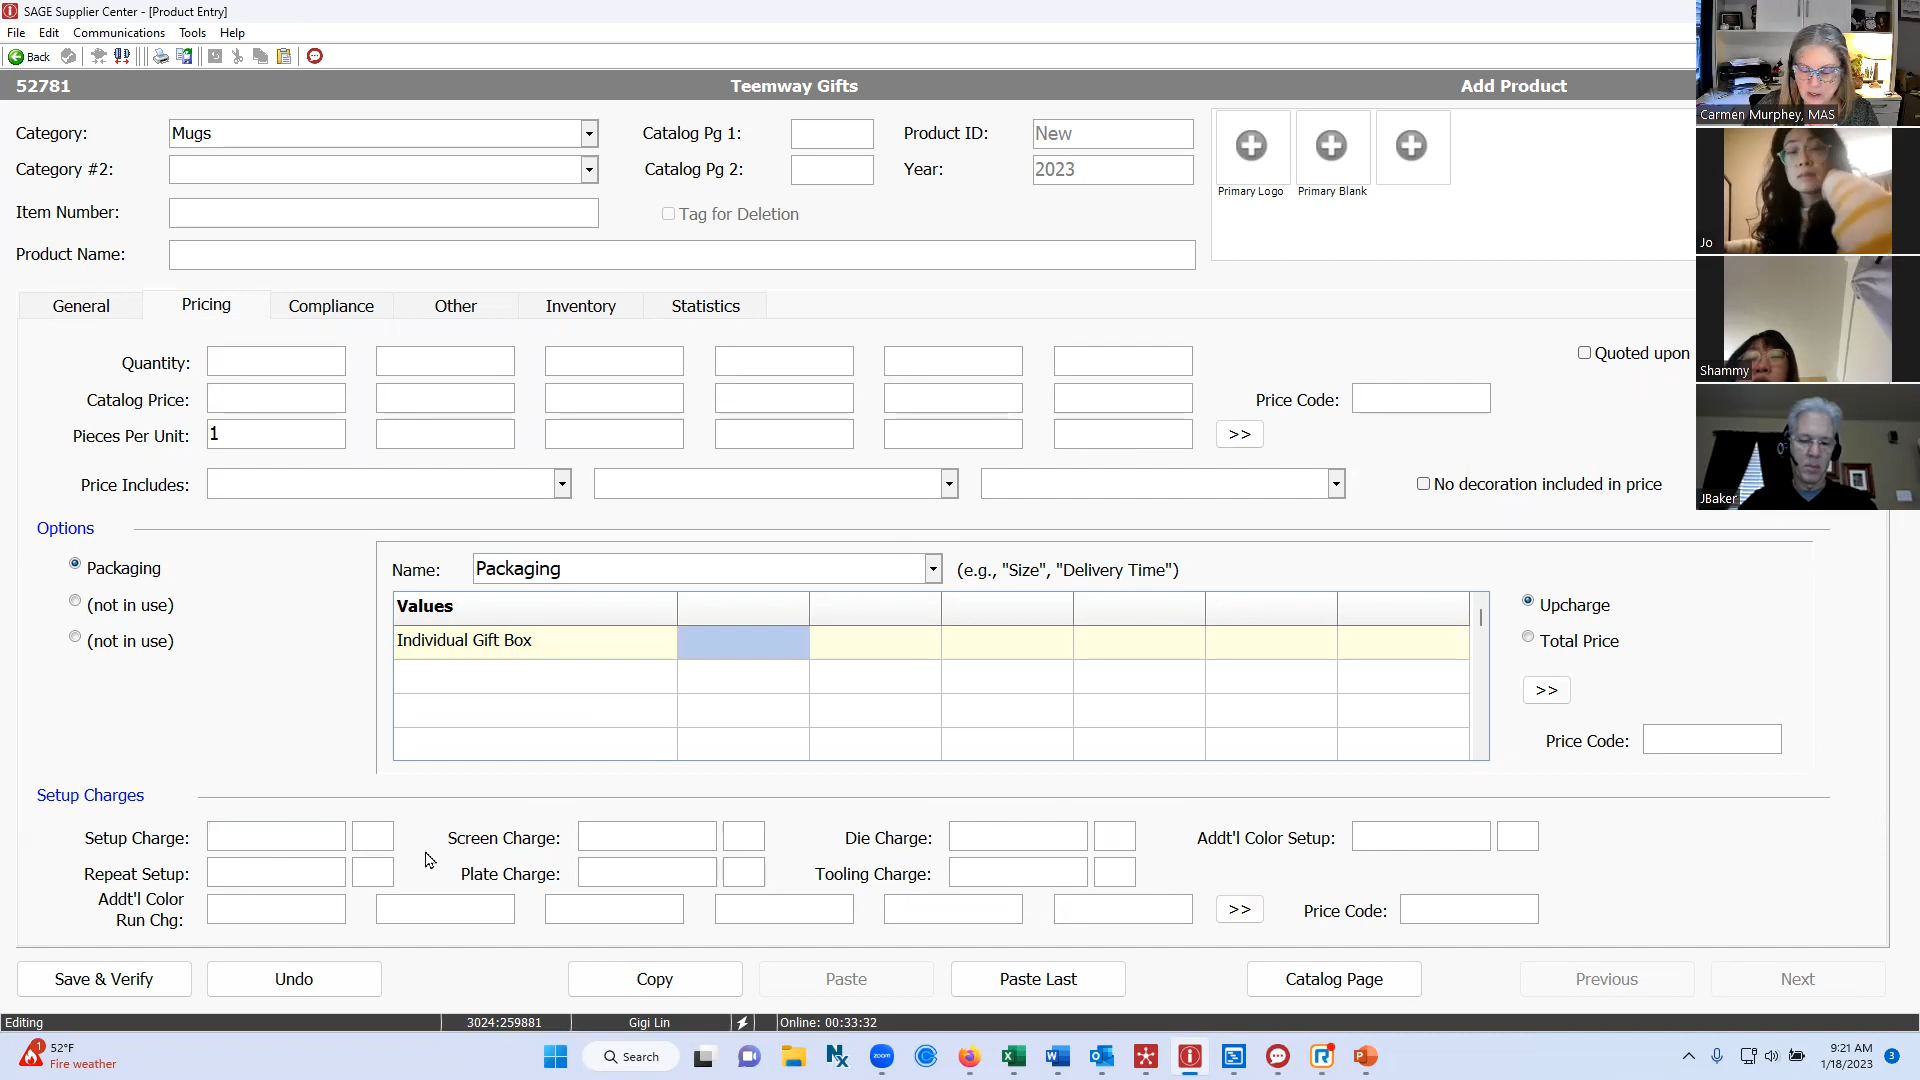 SAGE Supplier Center - [Product Entry]
File Edit Communications Tools Help
Back
52781 Teemway Gifts Add Product
Category: Mugs Catalog Pg 1: Product ID: New
Category #2: Catalog Pg 2: Year: 2023
Primary Logo Primary Blank
Item Number: Tag for Deletion
Product Name:
General Pricing Compliance Other Inventory Statistics
Quantity: Quoted upon
Catalog Price: Price Code:
Pieces Per Unit: 1 >>
Price Includes: No decoration included in price
Options
Packaging Name: Packaging (e.g., "Size", "Delivery Time")
(not in use) Values Upcharge
(not in use) Individual Gift Box Total Price
>>
Price Code:
Setup Charges
Setup Charge: Screen Charge: Die Charge: Addt'l Color Setup:
Repeat Setup: Plate Charge: Tooling Charge:
Addt'l Color
Run Chg: >> Price Code:
Save & Verify Undo Copy Paste Paste Last Catalog Page Previous Next
Editing 3024:259881 Gigi Lin Online: 00:33:32
Carmen Murphey, MAS
Jo
Shammy
JBaker
1
52°F
Fire weather
Search
zoom
9:21 AM
1/18/2023
3